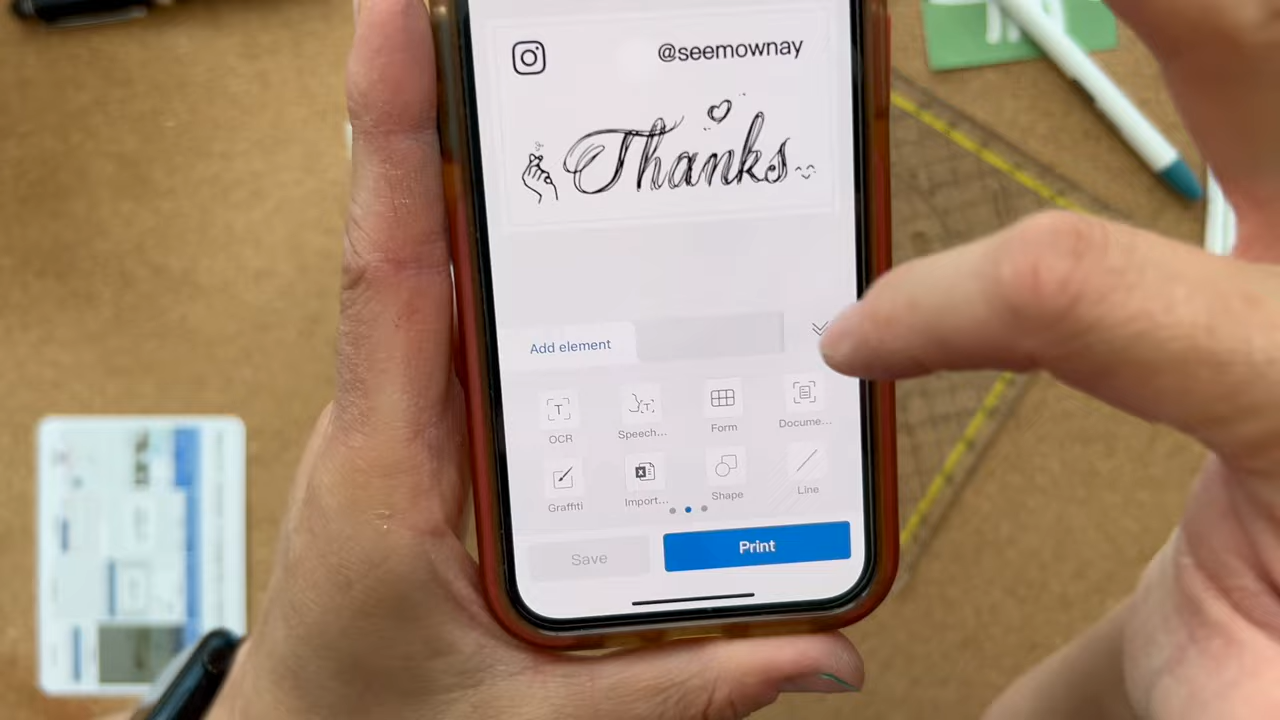 @seemownay
Thanks
Add element
OCR
Speech...
Form
Docume...
Graffiti
Import...
Shape
Line
Save
Print